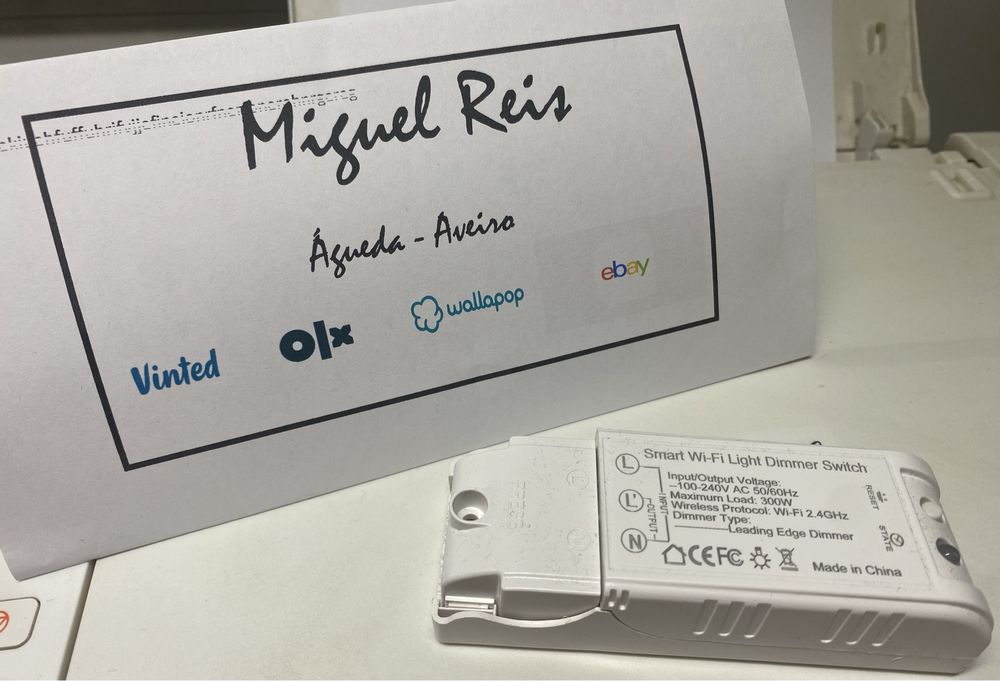 Miguel Reis
Águeda - Aveiro
Vinted
olx
wallapop
ebay
Smart Wi-Fi Light Dimmer Switch
L
L'
N
INPUT
OUTPUT
Input/Output Voltage:
~100-240V AC 50/60Hz
Maximum Load: 300W
Wireless Protocol: Wi-Fi 2.4GHz
Dimmer Type:
Leading Edge Dimmer
CE FC
Made in China
RESET
STATE
PRESS